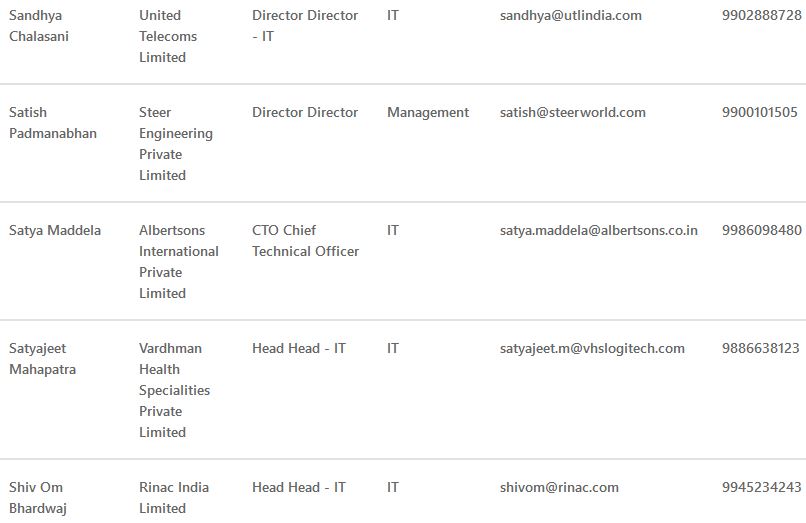 Sandhya Chalasani United Telecoms Limited Director Director - IT IT sandhya@utlindia.com 9902888728
Satish Padmanabhan Steer Engineering Private Limited Director Director Management satish@steerworld.com 9900101505
Satya Maddela Albertsons International Private Limited CTO Chief Technical Officer IT satya.maddela@albertsons.co.in 9986098480
Satyajeet Mahapatra Vardhman Health Specialities Private Limited Head Head - IT IT satyajeet.m@vhslogitech.com 9886638123
Shiv Om Bhardwaj Rinac India Limited Head Head - IT IT shivom@rinac.com 9945234243